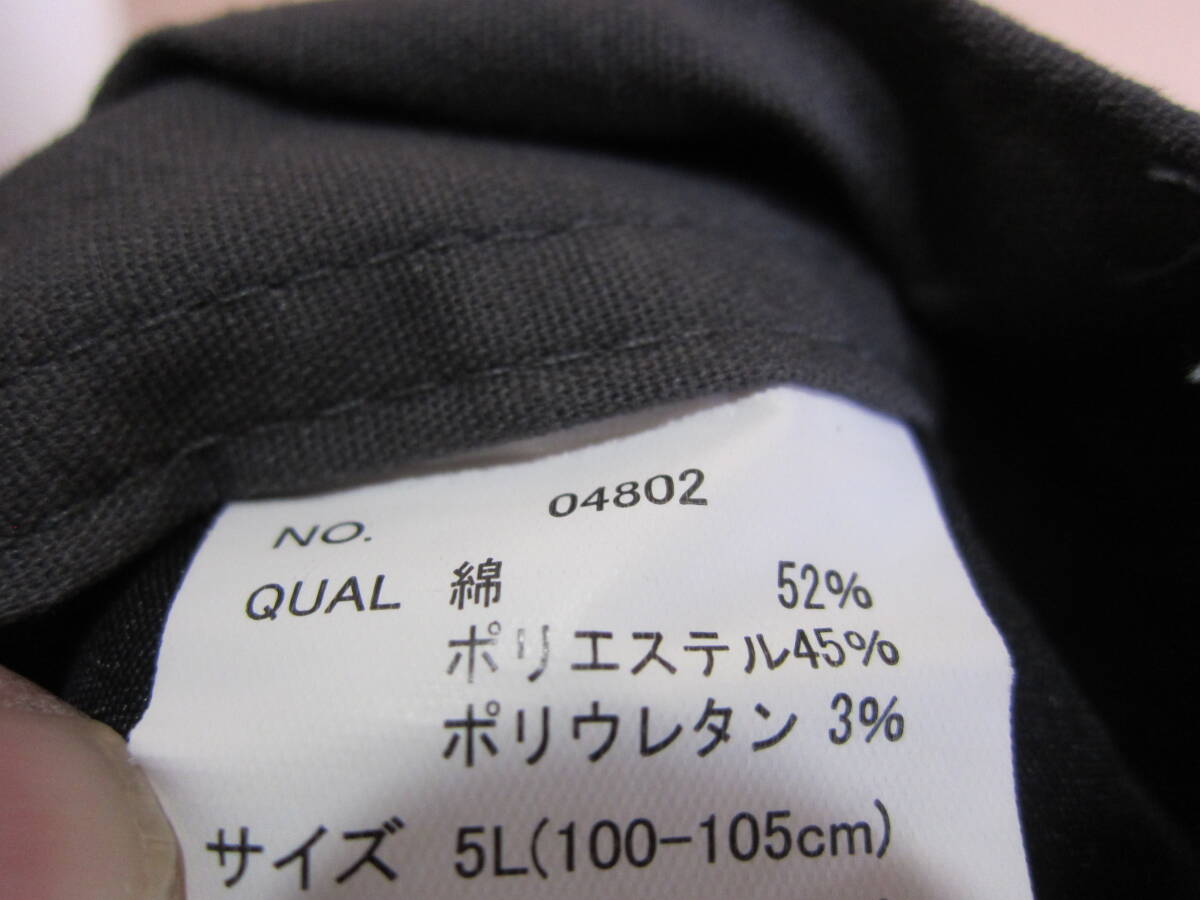 NO. 04802
QUAL 綿 52%
ポリエステル45%
ポリウレタン 3%
サイズ 5L(100-105cm)